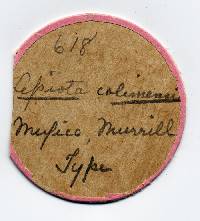 618
Lepiota colimensis
Mexico, Murrill
Type